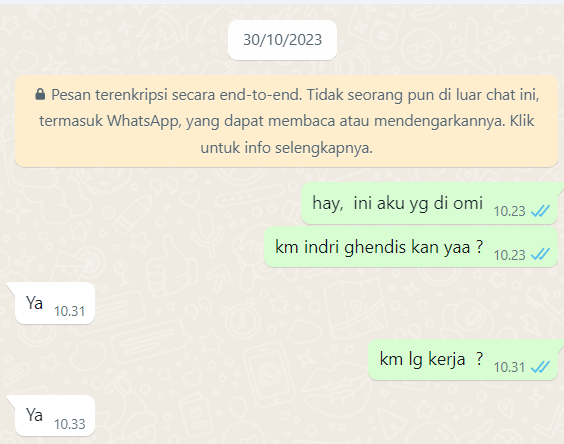 30/10/2023
Pesan terenkripsi secara end-to-end. Tidak seorang pun di luar chat ini,
termasuk WhatsApp, yang dapat membaca atau mendengarkannya. Klik
untuk info selengkapnya.
hay, ini aku yg di omi 10.23
km indri ghendis kan yaa ? 10.23
Ya 10.31
km lg kerja ? 10.31
Ya 10.33